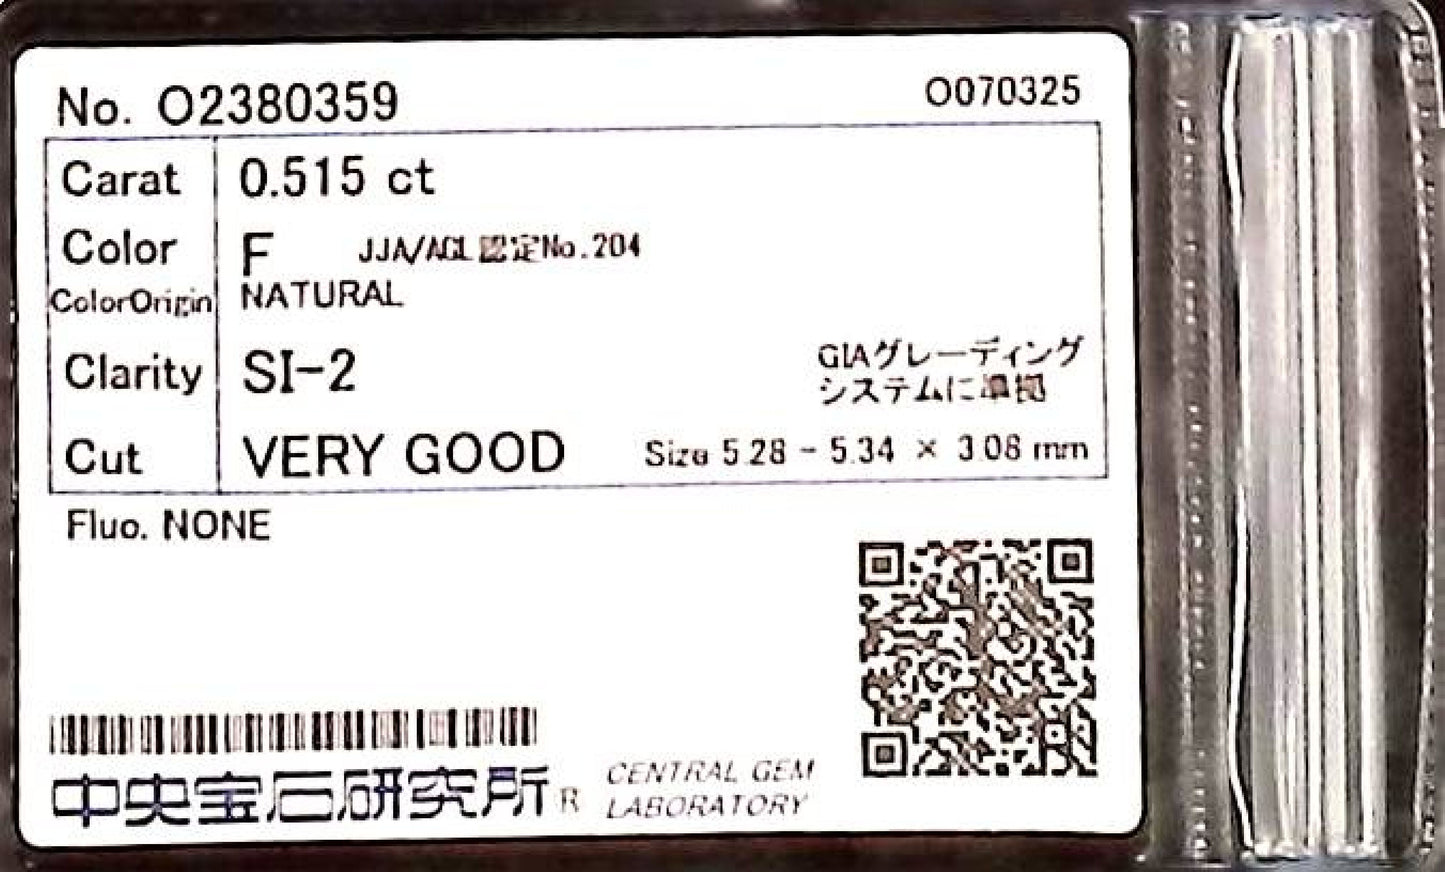 No. O2380359
O070325
Carat 0.515 ct
Color F JJA/AGL認定No.204
ColorOrigin NATURAL
Clarity SI-2
GIAグレーディング
システムに準拠
Cut VERY GOOD Size 5.28 - 5.34 × 3.08 mm
Fluo. NONE
中央宝石研究所 R
CENTRAL GEM
LABORATORY